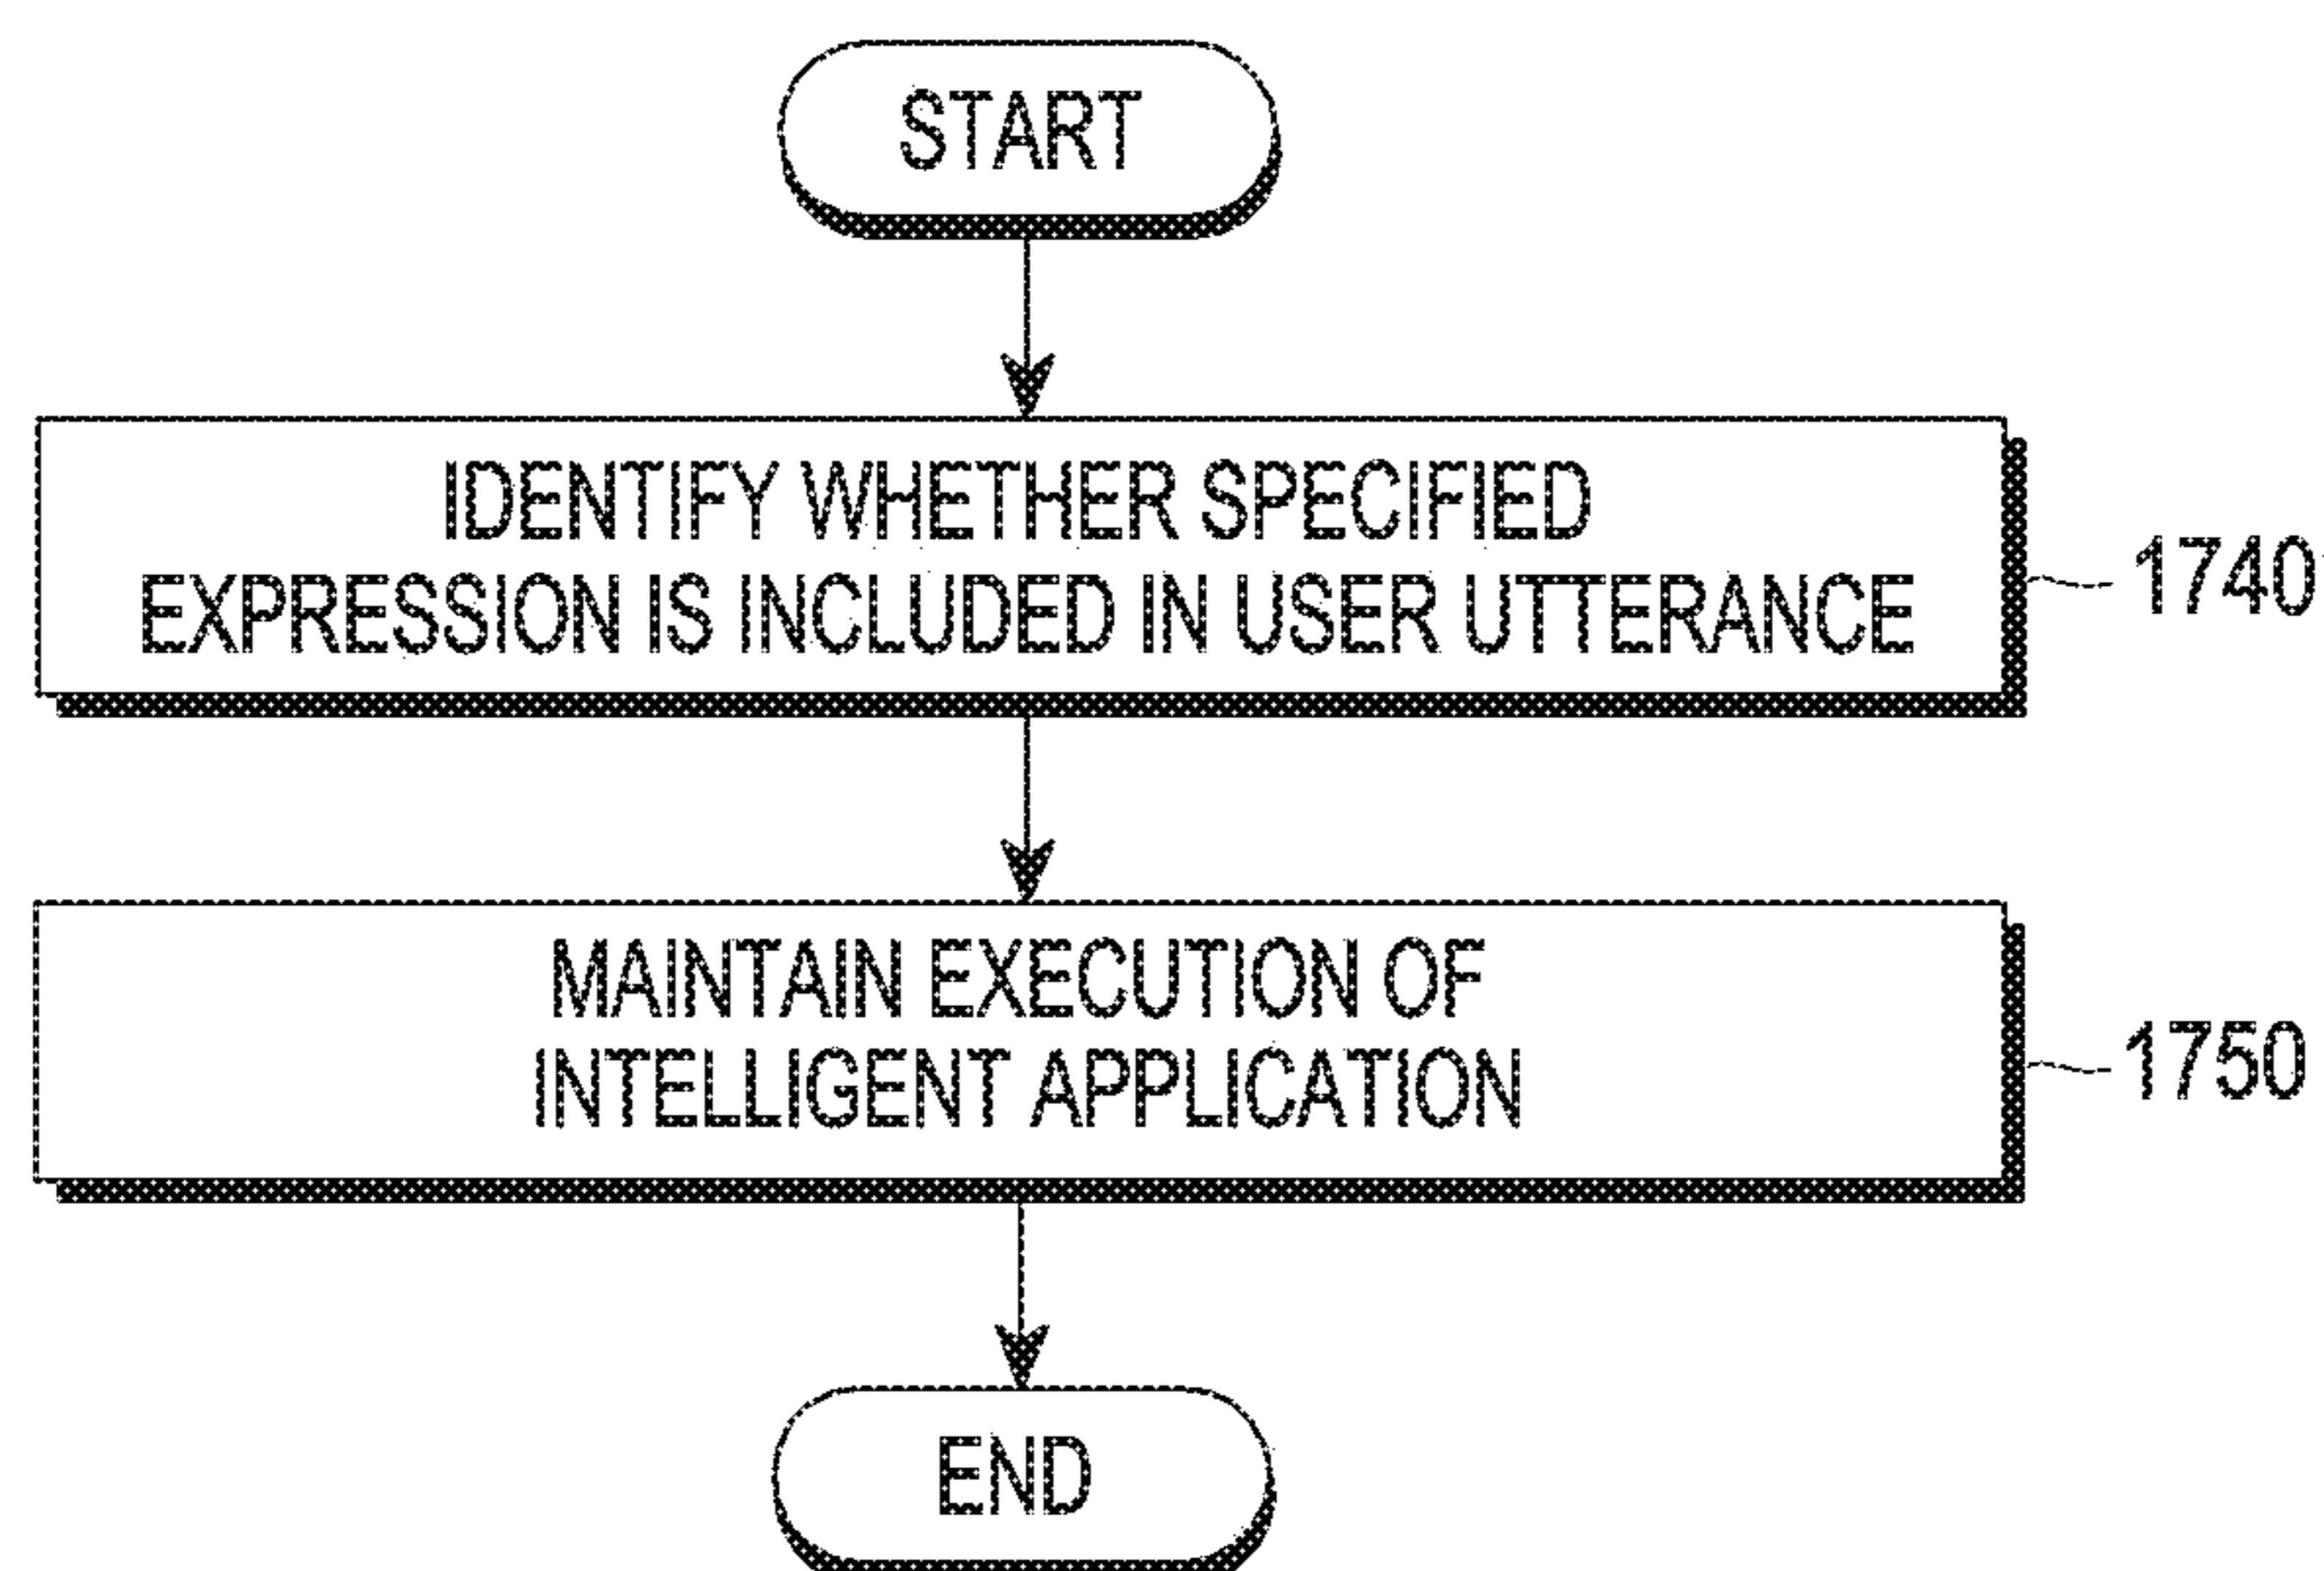 START
IDENTIFY WHETHER SPECIFIED
EXPRESSION IS INCLUDED IN USER UTTERANCE
1740
MAINTAIN EXECUTION OF
INTELLIGENT APPLICATION
1750
END